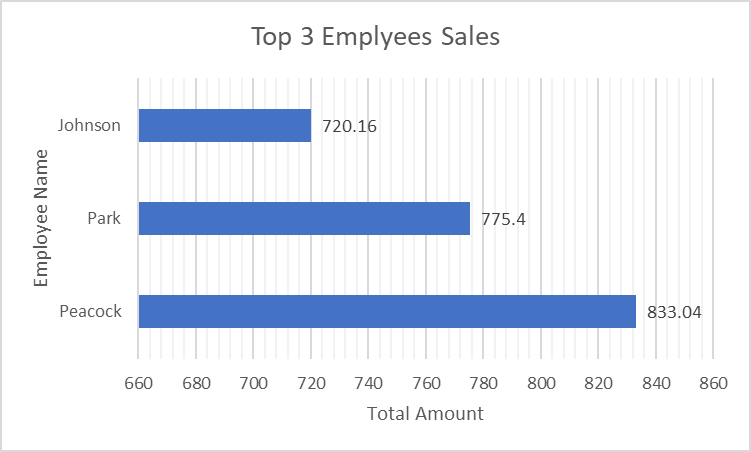 Top 3 Emplyees Sales
Employee Name
Johnson
720.16
Park
775.4
Peacock
833.04
660 680 700 720 740 760 780 800 820 840 860
Total Amount